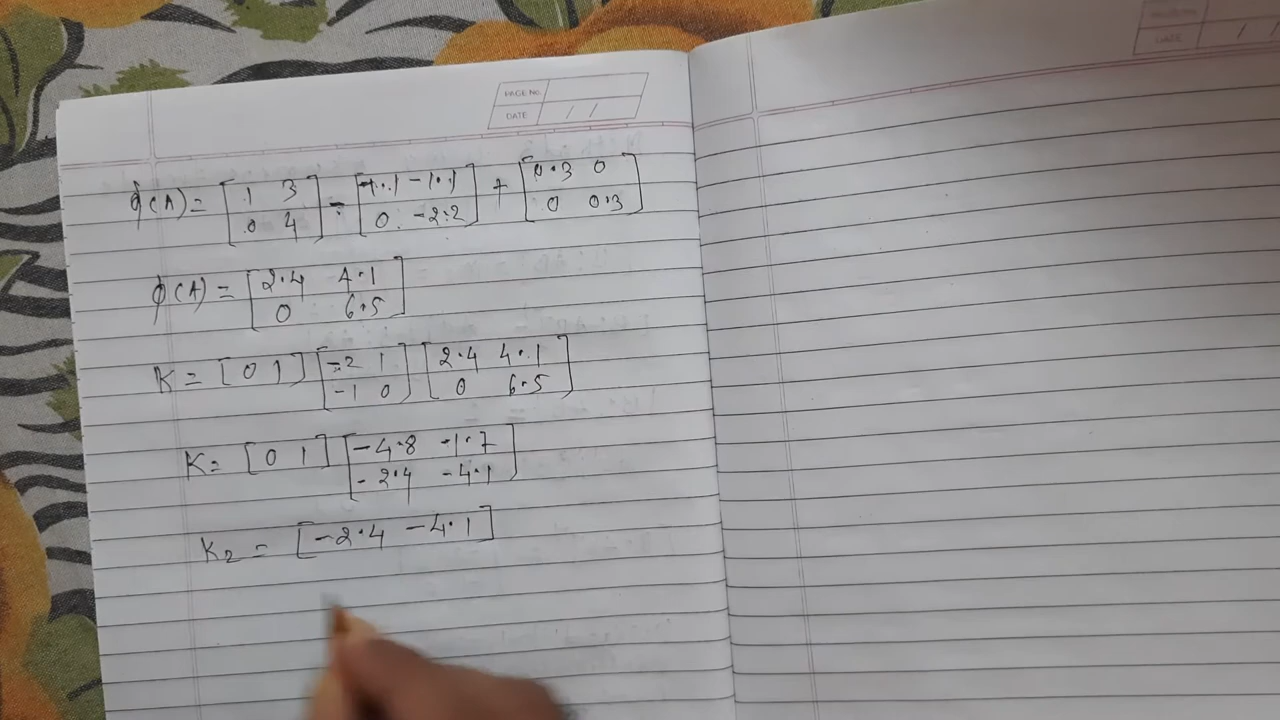 PAGE No.
DATE / /
DATE / /
φ(A) = [1 3; 0 4] - [-1.1 -1.1; 0 -2.2] + [0.3 0; 0 0.3]
φ(A) = [2.4 4.1; 0 6.5]
K = [0 1] [-2 1; -1 0] [2.4 4.1; 0 6.5]
K = [0 1] [-4.8 -1.7; -2.4 -4.1]
K₂ = [-2.4 -4.1]